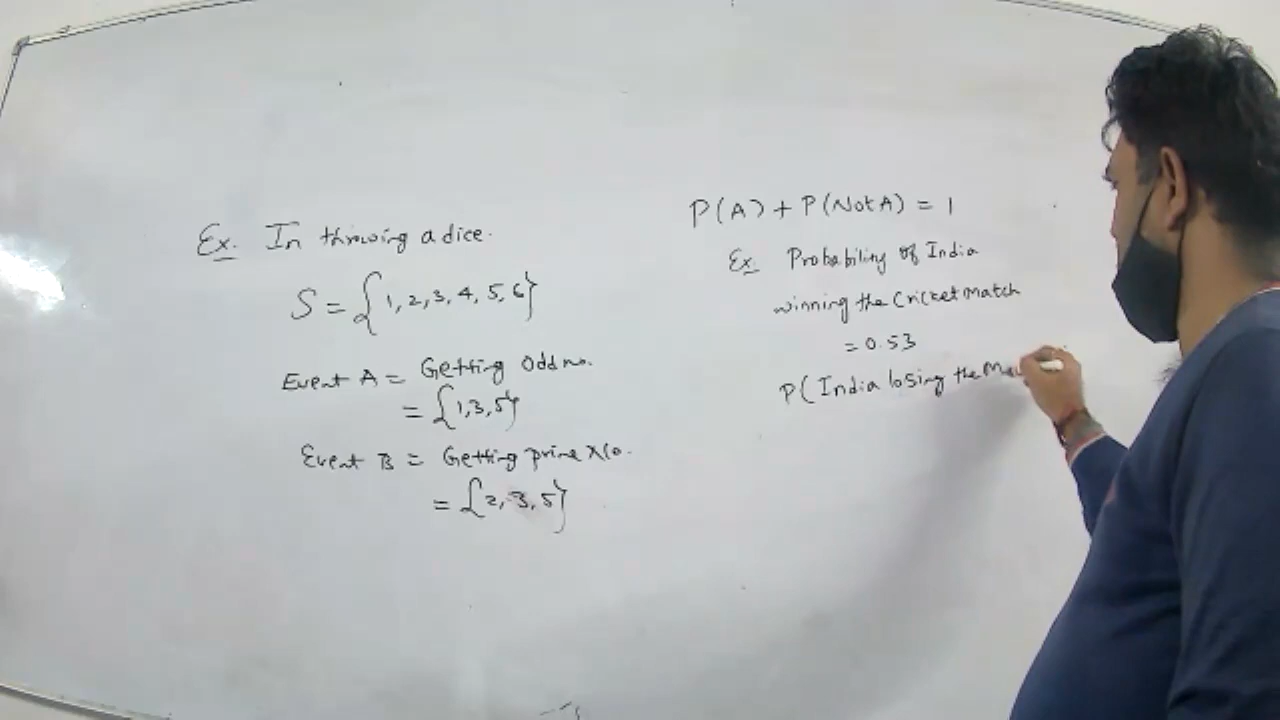 Ex. In throwing a dice.
S = {1, 2, 3, 4, 5, 6}
Event A = Getting Odd no.
= {1, 3, 5}
Event B = Getting prime No.
= {2, 3, 5}
P(A) + P(Not A) = 1
Ex. Probability of India
winning the Cricket Match
= 0.53
P(India losing the